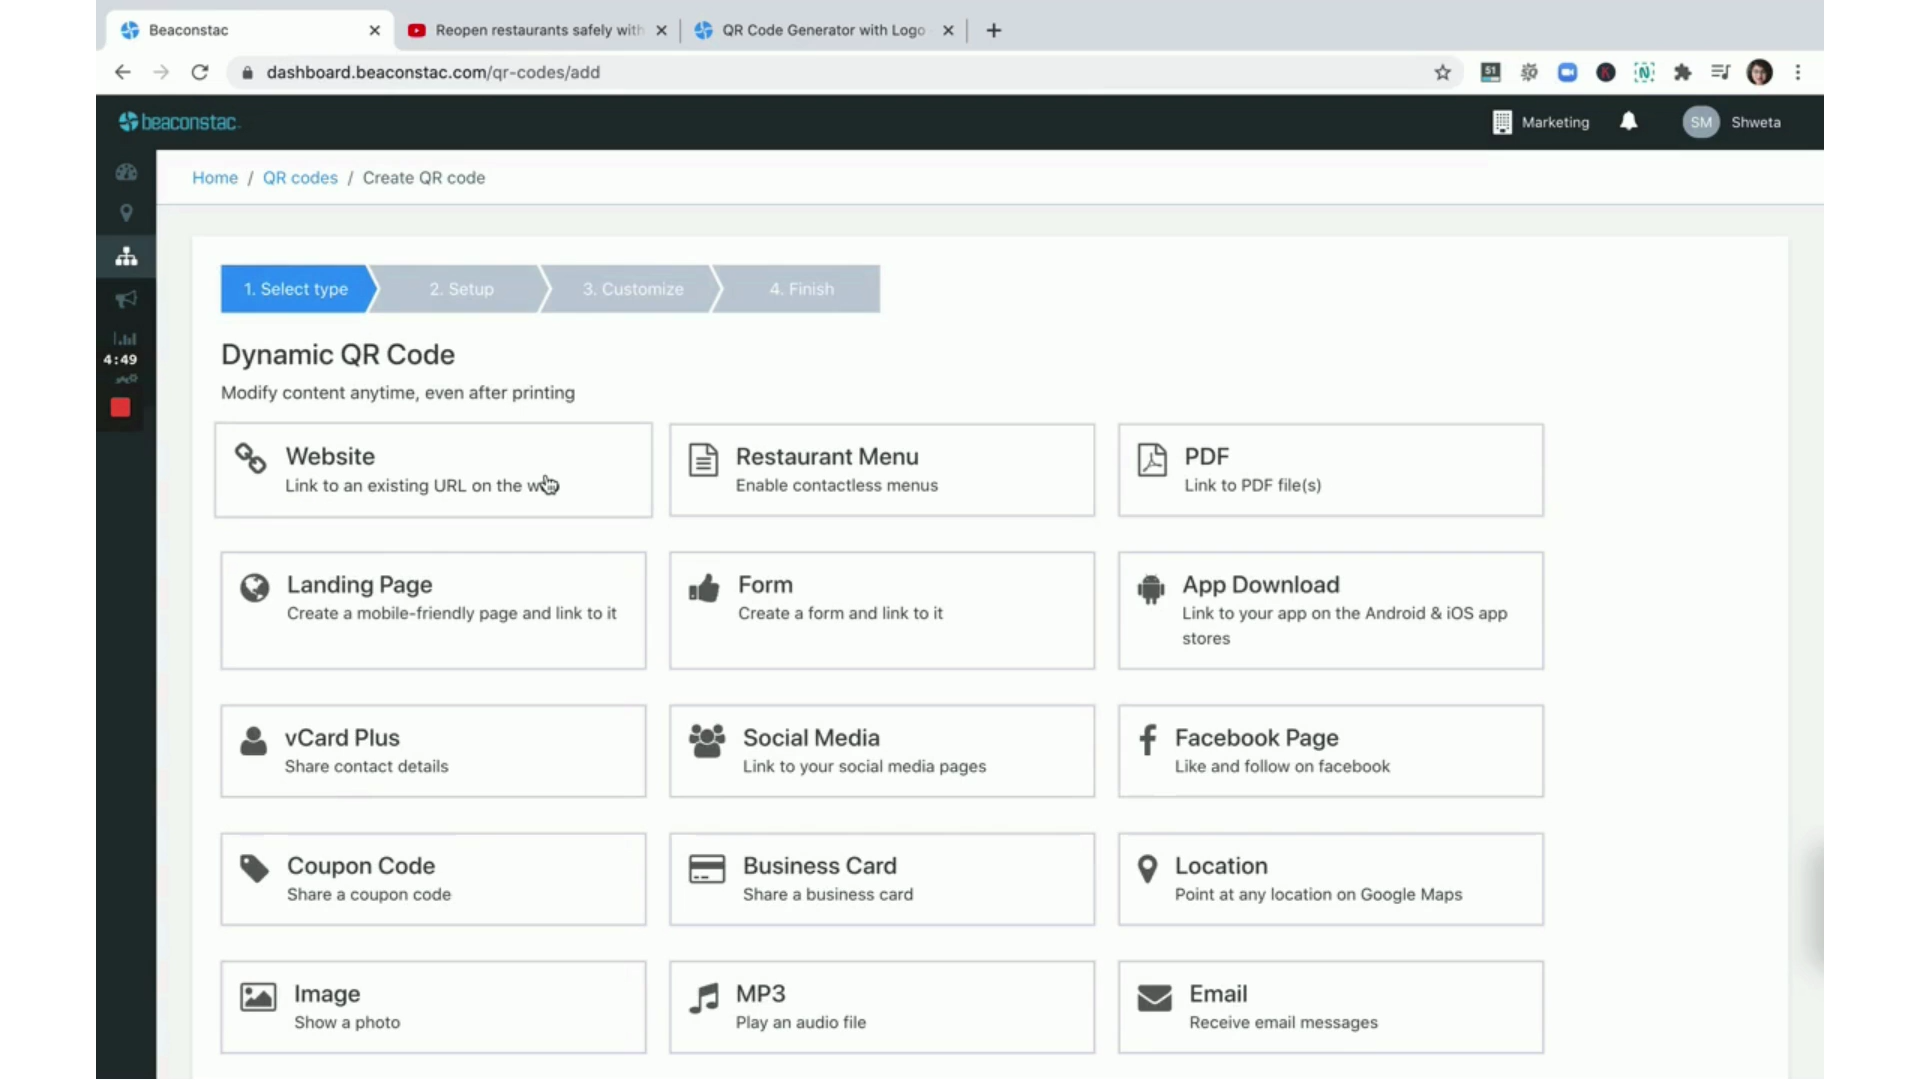 Beaconstac
Reopen restaurants safely with
QR Code Generator with Logo
dashboard.beaconstac.com/qr-codes/add
51
K
N
beaconstac
Marketing
SM
Shweta
Home / QR codes / Create QR code
1. Select type
2. Setup
3. Customize
4. Finish
4:49
Dynamic QR Code
Modify content anytime, even after printing
Website
Link to an existing URL on the
Restaurant Menu
Enable contactless menus
PDF
Link to PDF file(s)
Landing Page
Create a mobile-friendly page and link to it
Form
Create a form and link to it
App Download
Link to your app on the Android & iOS app
stores
vCard Plus
Share contact details
Social Media
Link to your social media pages
Facebook Page
Like and follow on facebook
Coupon Code
Share a coupon code
Business Card
Share a business card
Location
Point at any location on Google Maps
Image
Show a photo
MP3
Play an audio file
Email
Receive email messages